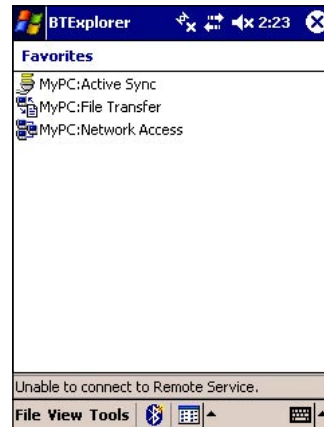 BTExplorer 2:23
Favorites
MyPC:Active Sync
MyPC:File Transfer
MyPC:Network Access
Unable to connect to Remote Service.
File View Tools